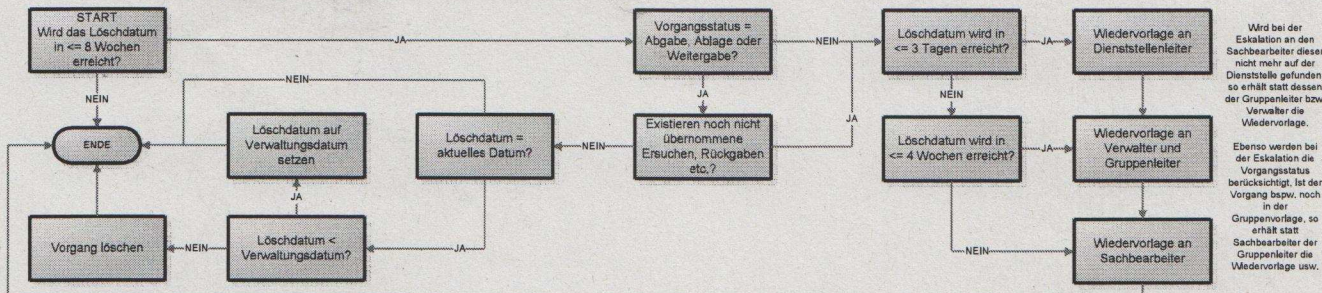 START
Wird das Löschdatum
in <= 8 Wochen
erreicht?
JA
Vorgangsstatus =
Abgabe, Ablage oder
Weitergabe?
NEIN
Löschdatum wird in
<= 3 Tagen erreicht?
JA
Wiedervorlage an
Dienststellenleiter
NEIN
NEIN
JA
JA
NEIN
ENDE
Löschdatum auf
Verwaltungsdatum
setzen
Löschdatum =
aktuelles Datum?
NEIN
Existieren noch nicht
übernommene
Ersuchen, Rückgaben
etc.?
Löschdatum wird in
<= 4 Wochen erreicht?
JA
Wiedervorlage an
Verwalter und
Gruppenleiter
JA
Vorgang löschen
NEIN
Löschdatum <
Verwaltungsdatum?
JA
NEIN
Wiedervorlage an
Sachbearbeiter
Wird bei der
Eskalation an den
Sachbearbeiter dieser
nicht mehr auf der
Dienststelle gefunden,
so erhält statt dessen
der Gruppenleiter bzw.
Verwalter die
Wiedervorlage.
Ebenso werden bei
der Eskalation die
Vorgangsstatus
berücksichtigt, Ist der
Vorgang bspw. noch
in der
Gruppenvorlage, so
erhält statt
Sachbearbeiter der
Gruppenleiter die
Wiedervorlage usw.